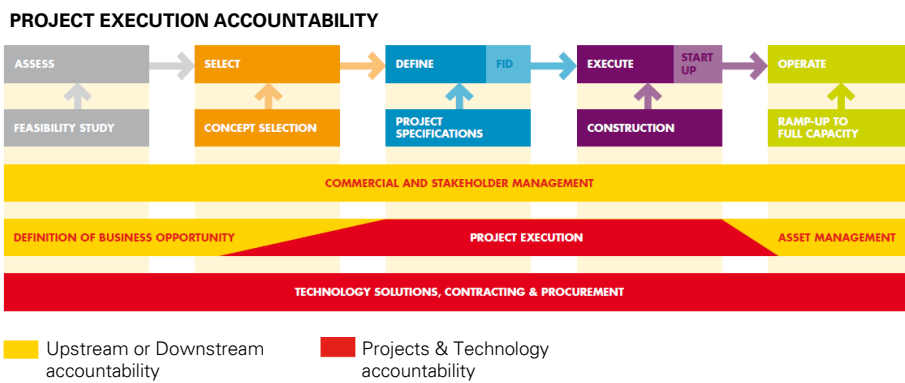 PROJECT EXECUTION ACCOUNTABILITY
ASSESS
SELECT
DEFINE
FID
EXECUTE
START
UP
OPERATE
FEASIBILITY STUDY
CONCEPT SELECTION
PROJECT
SPECIFICATIONS
CONSTRUCTION
RAMP-UP TO
FULL CAPACITY
COMMERCIAL AND STAKEHOLDER MANAGEMENT
DEFINITION OF BUSINESS OPPORTUNITY
PROJECT EXECUTION
ASSET MANAGEMENT
TECHNOLOGY SOLUTIONS, CONTRACTING & PROCUREMENT
Upstream or Downstream
accountability
Projects & Technology
accountability